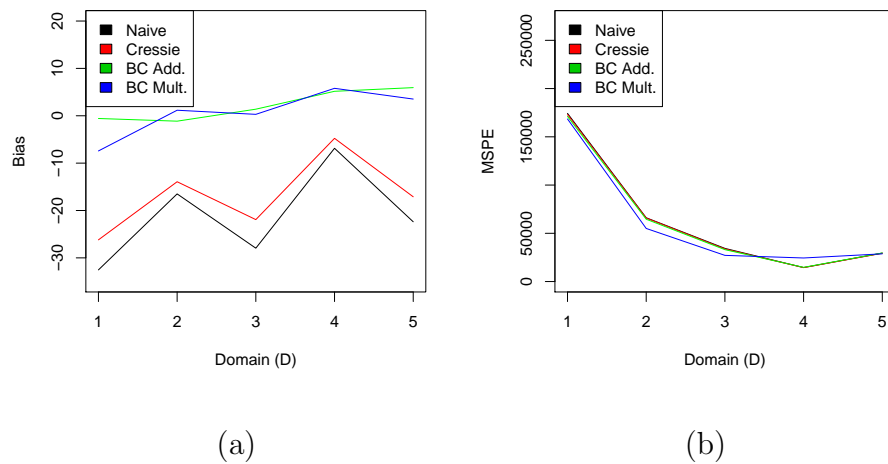 Naive
Cressie
BC Add.
BC Mult.
20
10
0
−10
−20
−30
Bias
1 2 3 4 5
Domain (D)
(a)
Naive
Cressie
BC Add.
BC Mult.
250000
150000
50000
0
MSPE
1 2 3 4 5
Domain (D)
(b)